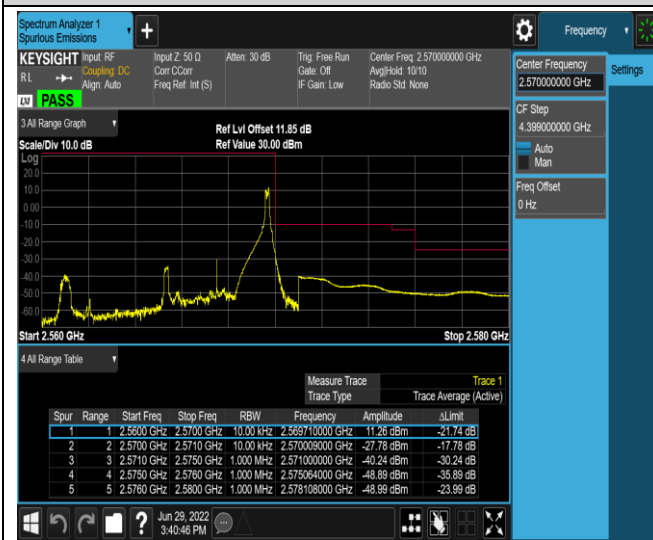 Spectrum Analyzer 1
Spurious Emissions
+
Frequency
KEYSIGHT Input: RF Input Z: 50 Ω Atten: 30 dB Trig: Free Run Center Freq: 2.570000000 GHz
RL Coupling: DC Corr CCorr Gate: Off Avg|Hold: 10/10
Align: Auto Freq Ref: Int (S) IF Gain: Low Radio Std: None
LXI PASS
Center Frequency
2.570000000 GHz
Settings
CF Step
4.399000000 GHz
Auto
Man
Freq Offset
0 Hz
3 All Range Graph
Ref Lvl Offset 11.85 dB
Scale/Div 10.0 dB Ref Value 30.00 dBm
Log
20.0
10.0
0.00
-10.0
-20.0
-30.0
-40.0
-50.0
-60.0
Start 2.560 GHz Stop 2.580 GHz
4 All Range Table
Measure Trace Trace 1
Trace Type Trace Average (Active)
Spur Range Start Freq Stop Freq RBW Frequency Amplitude ΔLimit
1 1 2.5600 GHz 2.5700 GHz 10.00 kHz 2.569710000 GHz 11.26 dBm -21.74 dB
2 2 2.5700 GHz 2.5710 GHz 10.00 kHz 2.570009000 GHz -27.78 dBm -17.78 dB
3 3 2.5710 GHz 2.5750 GHz 1.000 MHz 2.571000000 GHz -40.24 dBm -30.24 dB
4 4 2.5750 GHz 2.5760 GHz 1.000 MHz 2.575064000 GHz -48.89 dBm -35.89 dB
5 5 2.5760 GHz 2.5800 GHz 1.000 MHz 2.578108000 GHz -48.99 dBm -23.99 dB
?
Jun 29, 2022
3:40:46 PM